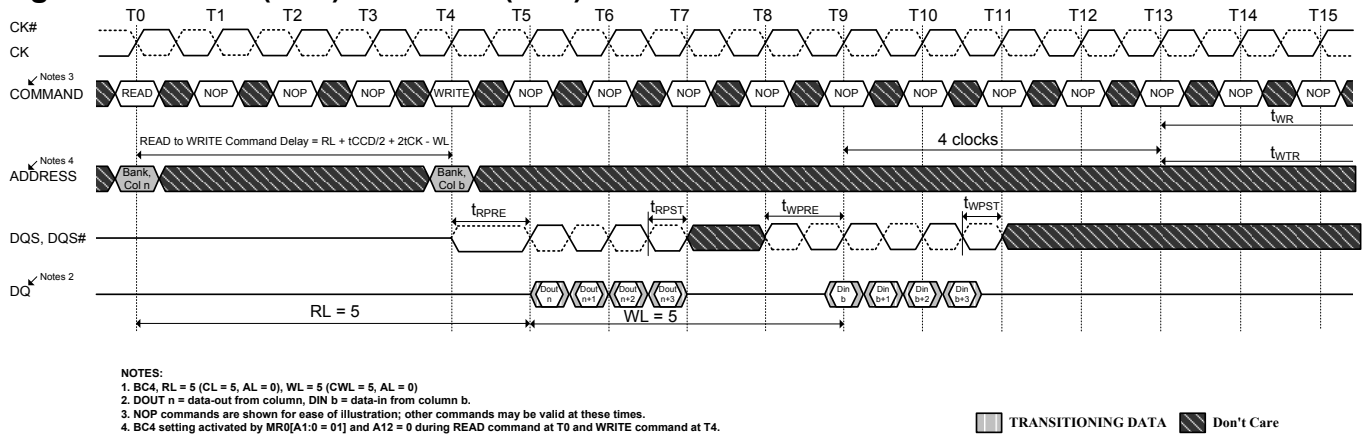 T0 T1 T2 T3 T4 T5 T6 T7 T8 T9 T10 T11 T12 T13 T14 T15
CK#
CK
Notes 3
COMMAND READ NOP NOP NOP WRITE NOP NOP NOP NOP NOP NOP NOP NOP NOP NOP NOP
tWR
READ to WRITE Command Delay = RL + tCCD/2 + 2tCK - WL
4 clocks
tWTR
Notes 4
ADDRESS Bank, Col n Bank, Col b
tRPRE tRPST tWPRE tWPST
DQS, DQS#
Notes 2
DQ Dout n Dout n+1 Dout n+2 Dout n+3 Din b Din b+1 Din b+2 Din b+3
RL = 5 WL = 5
NOTES:
1. BC4, RL = 5 (CL = 5, AL = 0), WL = 5 (CWL = 5, AL = 0)
2. DOUT n = data-out from column, DIN b = data-in from column b.
3. NOP commands are shown for ease of illustration; other commands may be valid at these times.
4. BC4 setting activated by MR0[A1:0 = 01] and A12 = 0 during READ command at T0 and WRITE command at T4.
TRANSITIONING DATA Don't Care